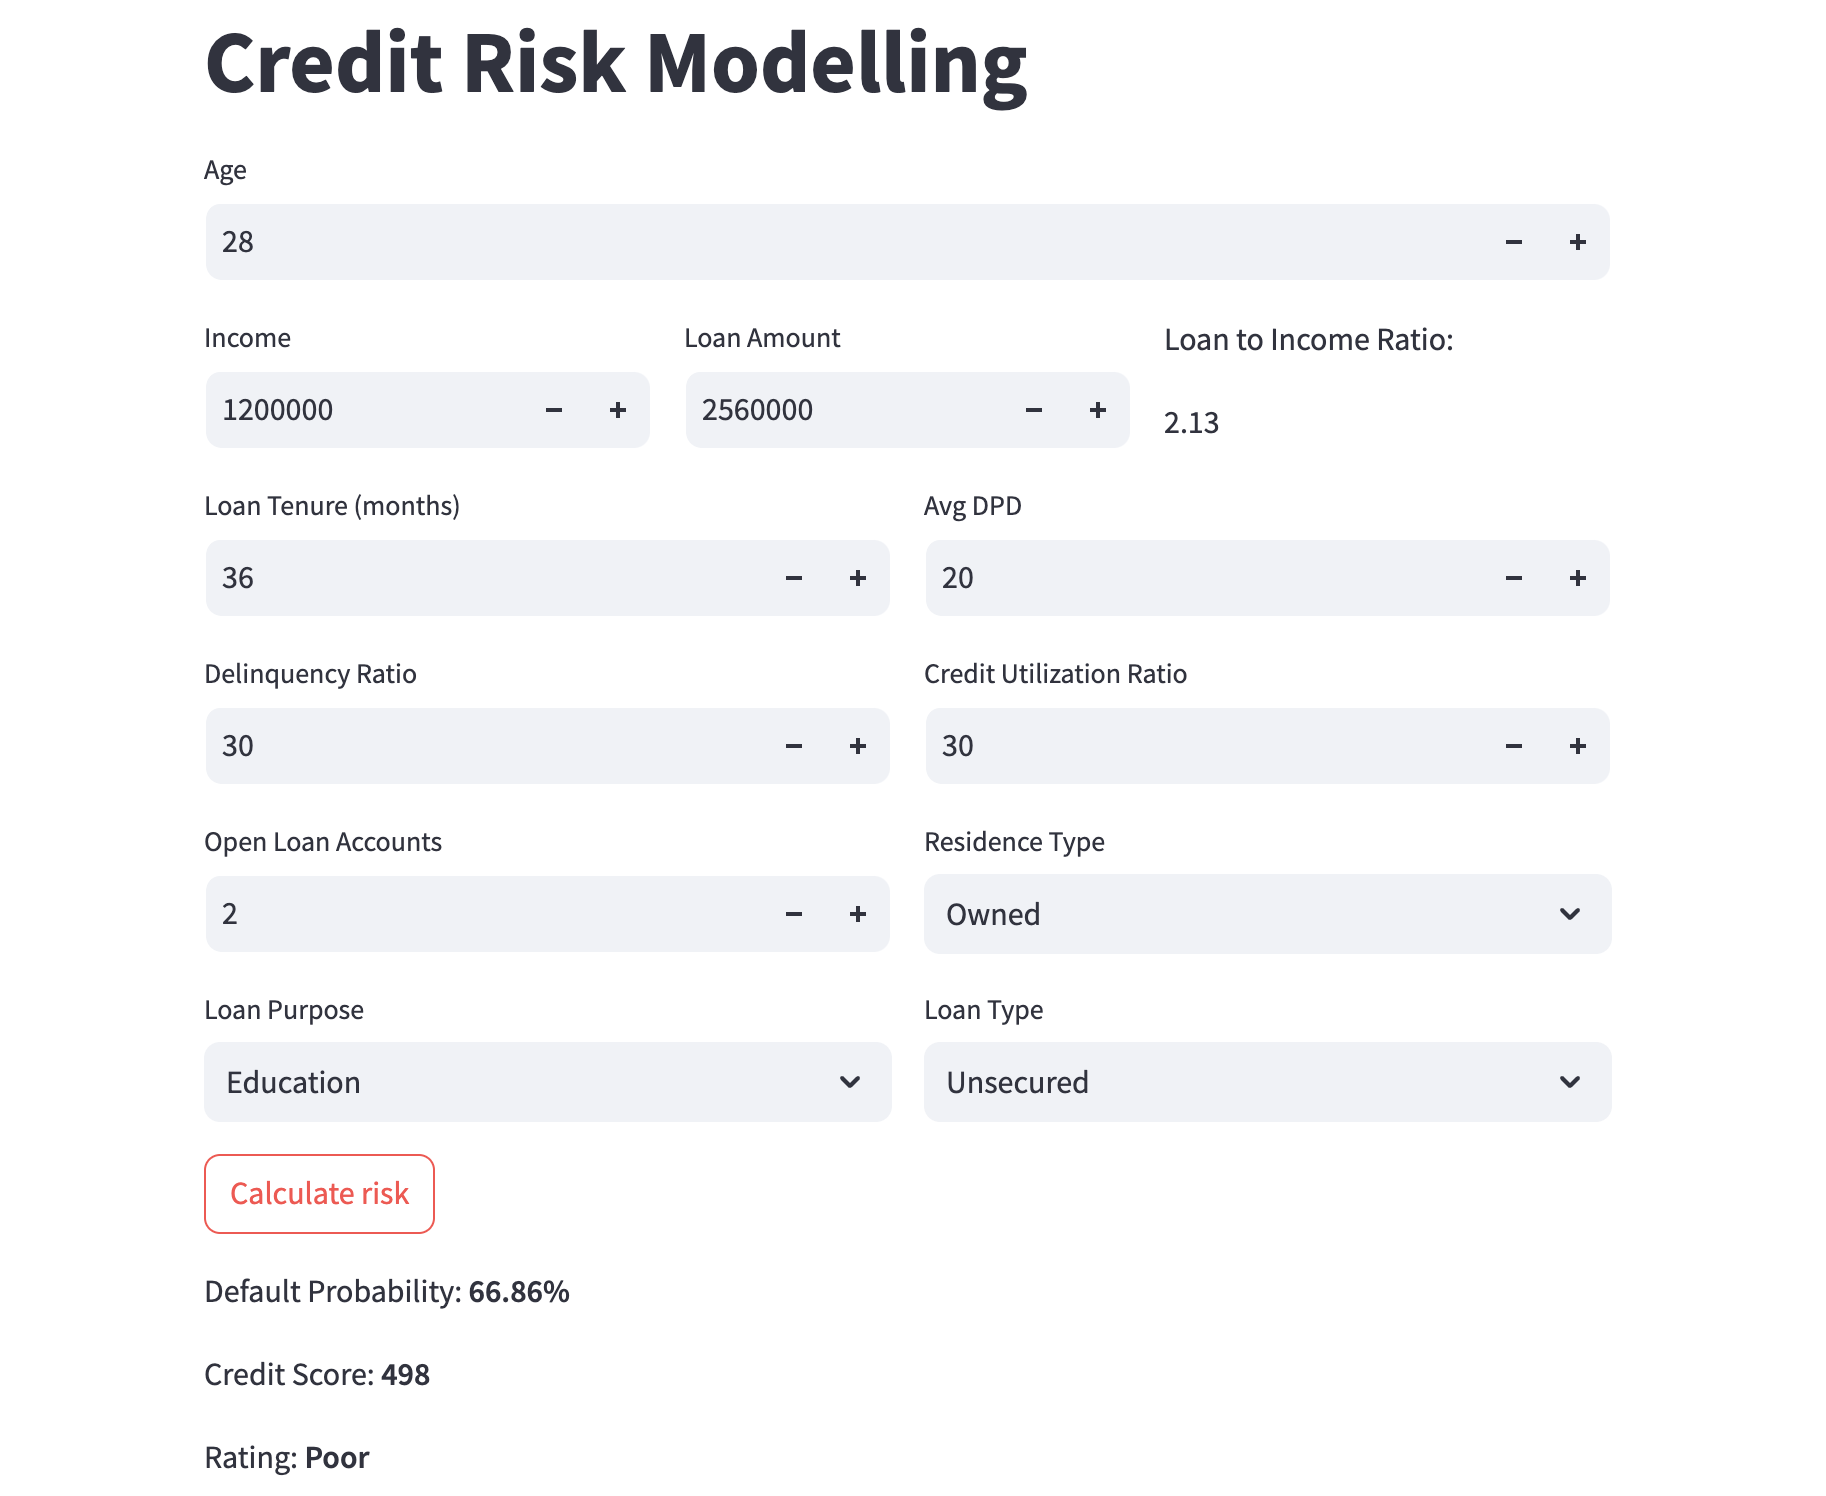 Credit Risk Modelling
Age
28
Income
Loan Amount
Loan to Income Ratio:
1200000
2560000
2.13
Loan Tenure (months)
Avg DPD
36
20
Delinquency Ratio
Credit Utilization Ratio
30
30
Open Loan Accounts
Residence Type
2
Owned
Loan Purpose
Loan Type
Education
Unsecured
Calculate risk
Default Probability: 66.86%
Credit Score: 498
Rating: Poor